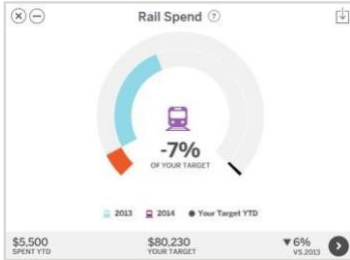 Rail Spend ?
-7%
OF YOUR TARGET
2013 2014 Your Target YTD
$5,500 $80,230 ▼6%
SPENT YTD YOUR TARGET VS.2013